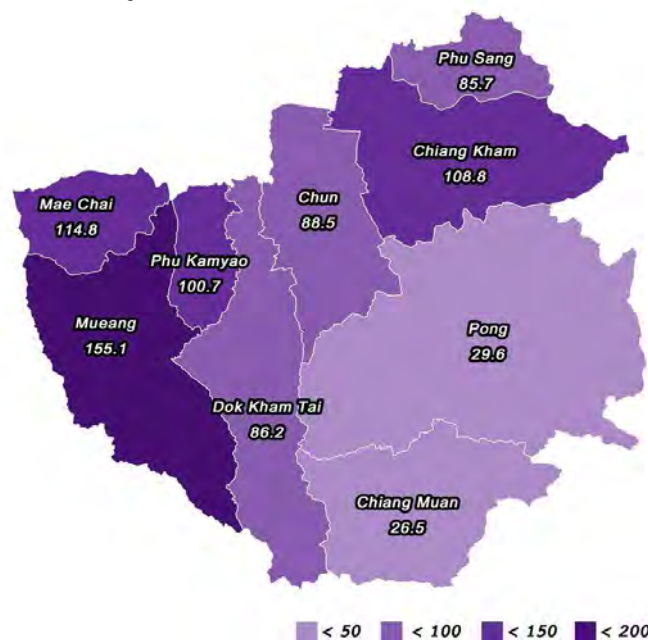 Phu Sang
85.7
Chiang Kham
108.8
Mae Chai
114.8
Chun
88.5
Phu Kamyao
100.7
Mueang
155.1
Pong
29.6
Dok Kham Tai
86.2
Chiang Muan
26.5
< 50 < 100 < 150 < 200